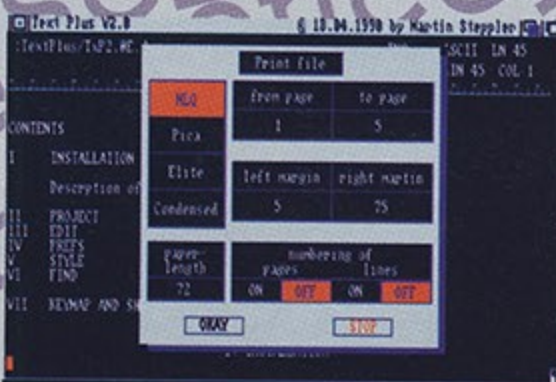 Text Plus V2.0 © 10.04.1990 by Martin Steppler
:TextPlus/TxP2.0E. ASCII LN 45
IN 45 COL 1
Print file
NLQ
Pica
Elite
Condensed
from page to page
1 5
left margin right martin
5 75
paper-
length
72
numbering of
pages lines
ON OFF ON OFF
OKAY STOP
CONTENTS
I INSTALLATION
Description of
II PROJECT
III EDIT
IV PREFS
V STYLE
VI FIND
VII KEYMAP AND